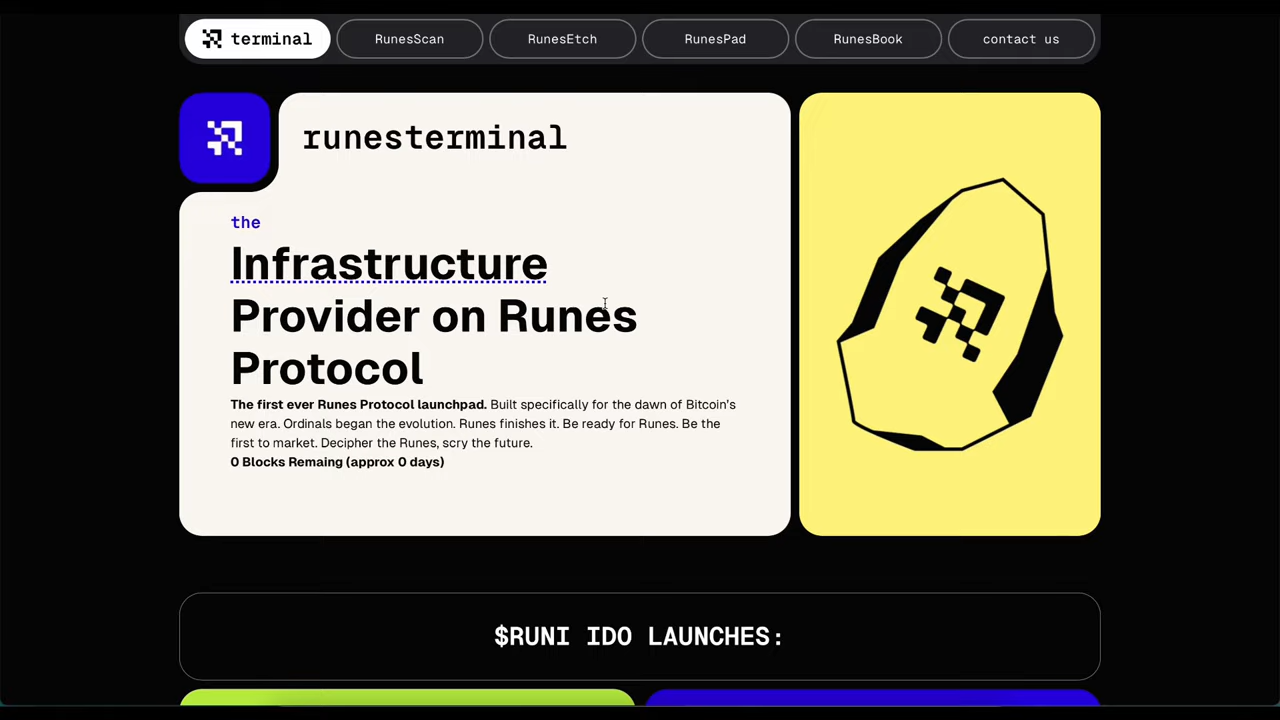 terminal
RunesScan
RunesEtch
RunesPad
RunesBook
contact us
runesterminal
the
Infrastructure
Provider on Runes
Protocol
The first ever Runes Protocol launchpad. Built specifically for the dawn of Bitcoin's
new era. Ordinals began the evolution. Runes finishes it. Be ready for Runes. Be the
first to market. Decipher the Runes, scry the future.
0 Blocks Remaing (approx 0 days)
$RUNI IDO LAUNCHES: